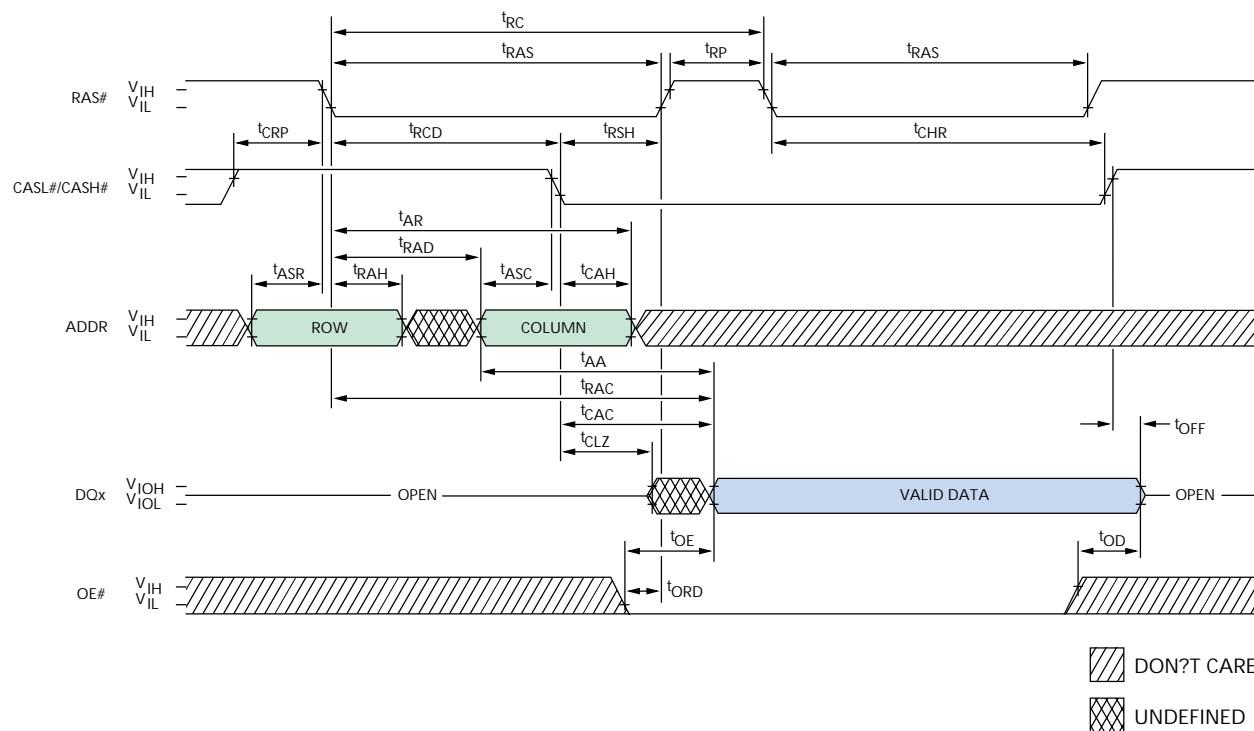 tRC
tRAS tRP tRAS
RAS# VIH
VIL
tCRP tRCD tRSH tCHR
CASL#/CASH# VIH
VIL
tAR
tRAD
tASR tRAH tASC tCAH
ADDR VIH
VIL
ROW COLUMN
tAA
tRAC
tCAC
tCLZ tOFF
DQx VIOH
VIOL
OPEN VALID DATA OPEN
tOE tOD
OE# VIH
VIL
tORD
DON?T CARE
UNDEFINED